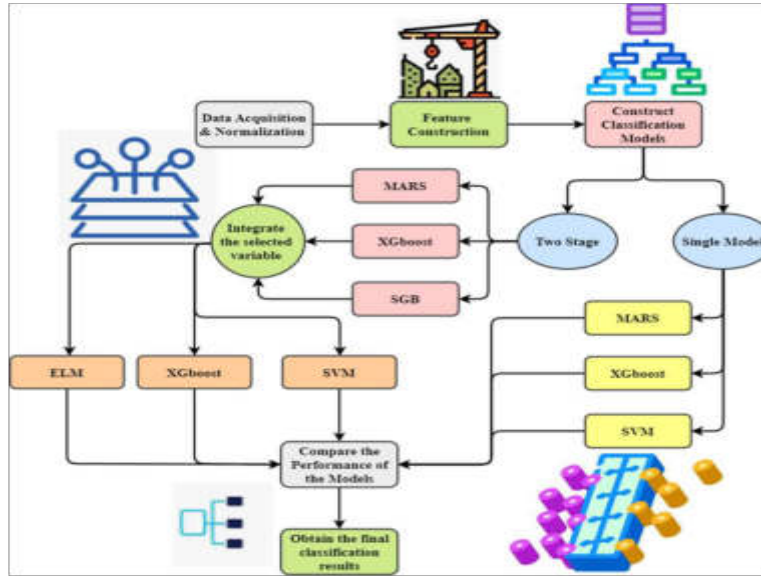 Data Acquisition
& Normalization
Feature
Construction
Construct
Classification
Models
MARS
XGboost
SGB
Integrate
the selected
variable
Two Stage
Single Model
MARS
XGboost
SVM
ELM
XGboost
SVM
Compare the
Performance of
the Models
Obtain the final
classification
results